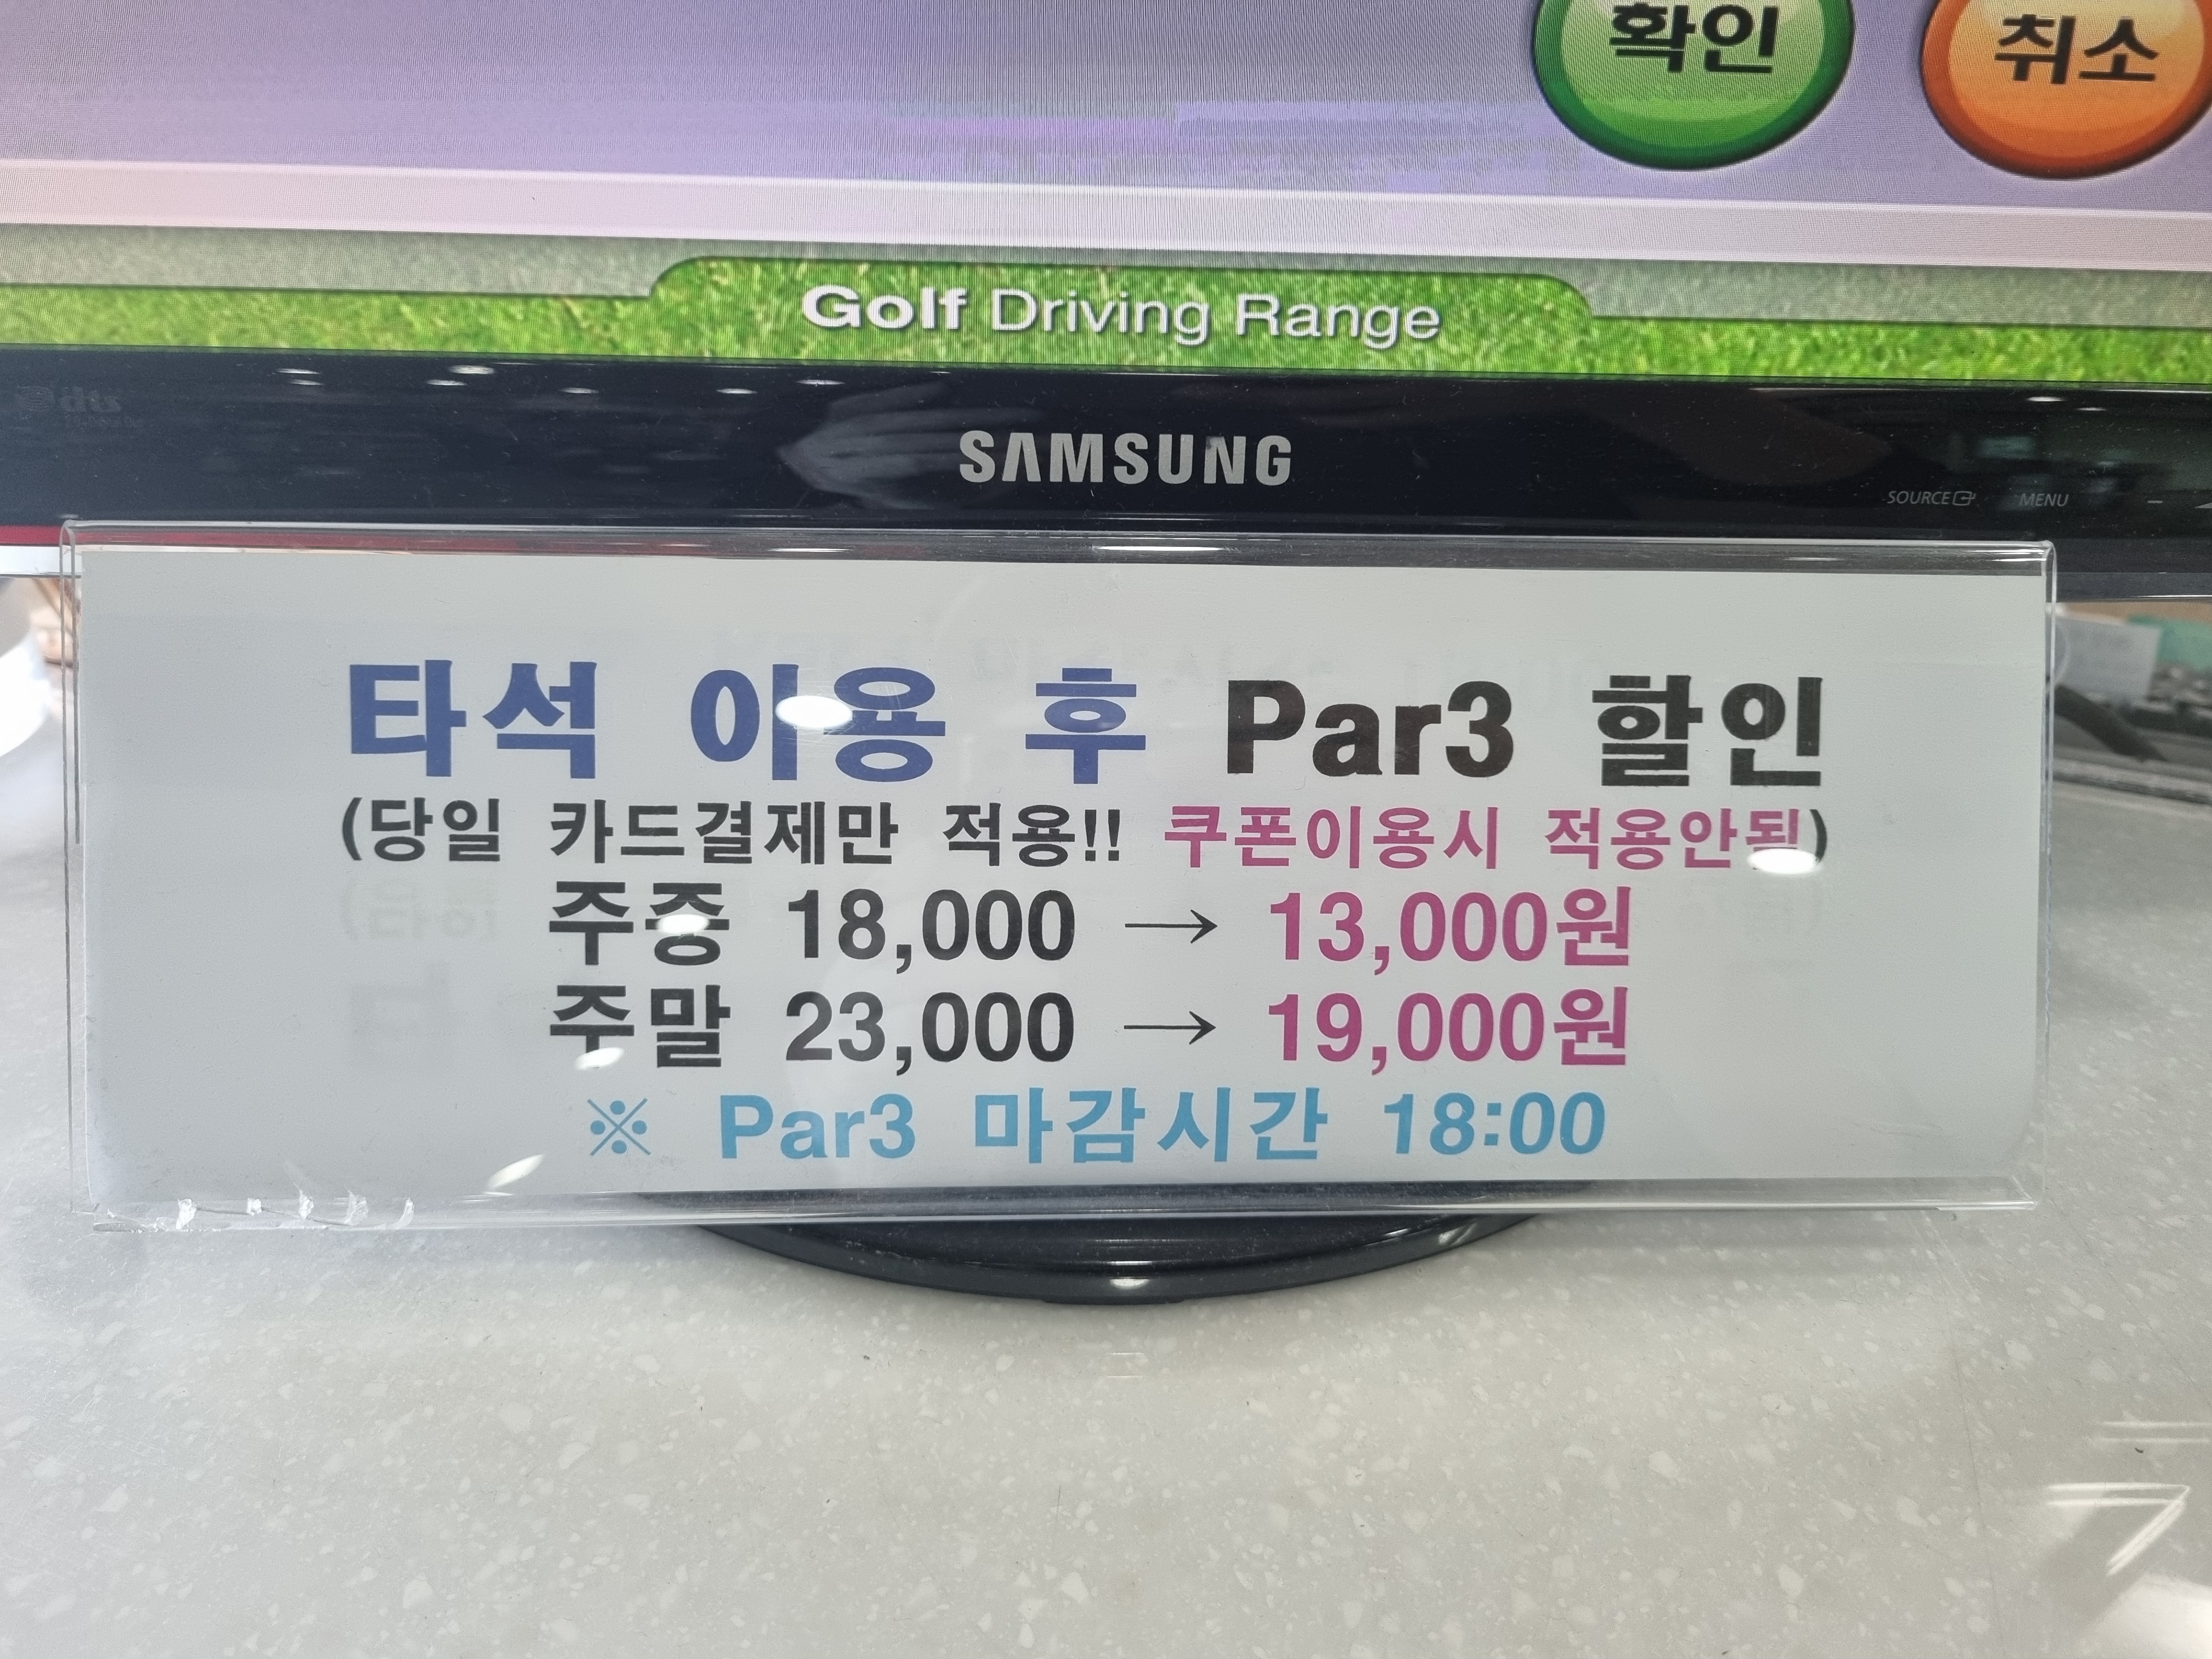 확인 취소
Golf Driving Range
SAMSUNG
SOURCE MENU
타석 이용 후 Par3 할인
(당일 카드결제만 적용!! 쿠폰이용시 적용안됨)
주중 18,000 → 13,000원
주말 23,000 → 19,000원
※ Par3 마감시간 18:00